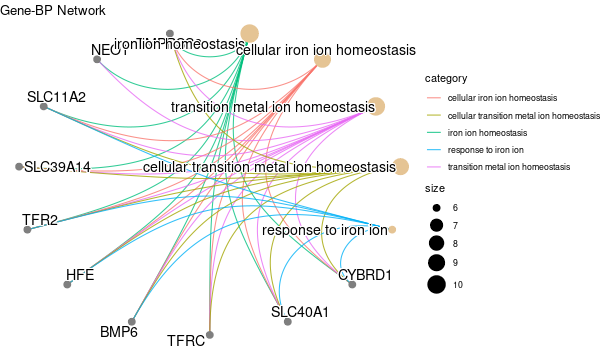 Gene-BP Network
iron ion homeostasis
cellular iron ion homeostasis
transition metal ion homeostasis
cellular transition metal ion homeostasis
response to iron ion
SLC11A2
SLC39A14
TFR2
HFE
BMP6
TFRC
SLC40A1
CYBRD1
category
cellular iron ion homeostasis
cellular transition metal ion homeostasis
iron ion homeostasis
response to iron ion
transition metal ion homeostasis
size
6
7
8
9
10